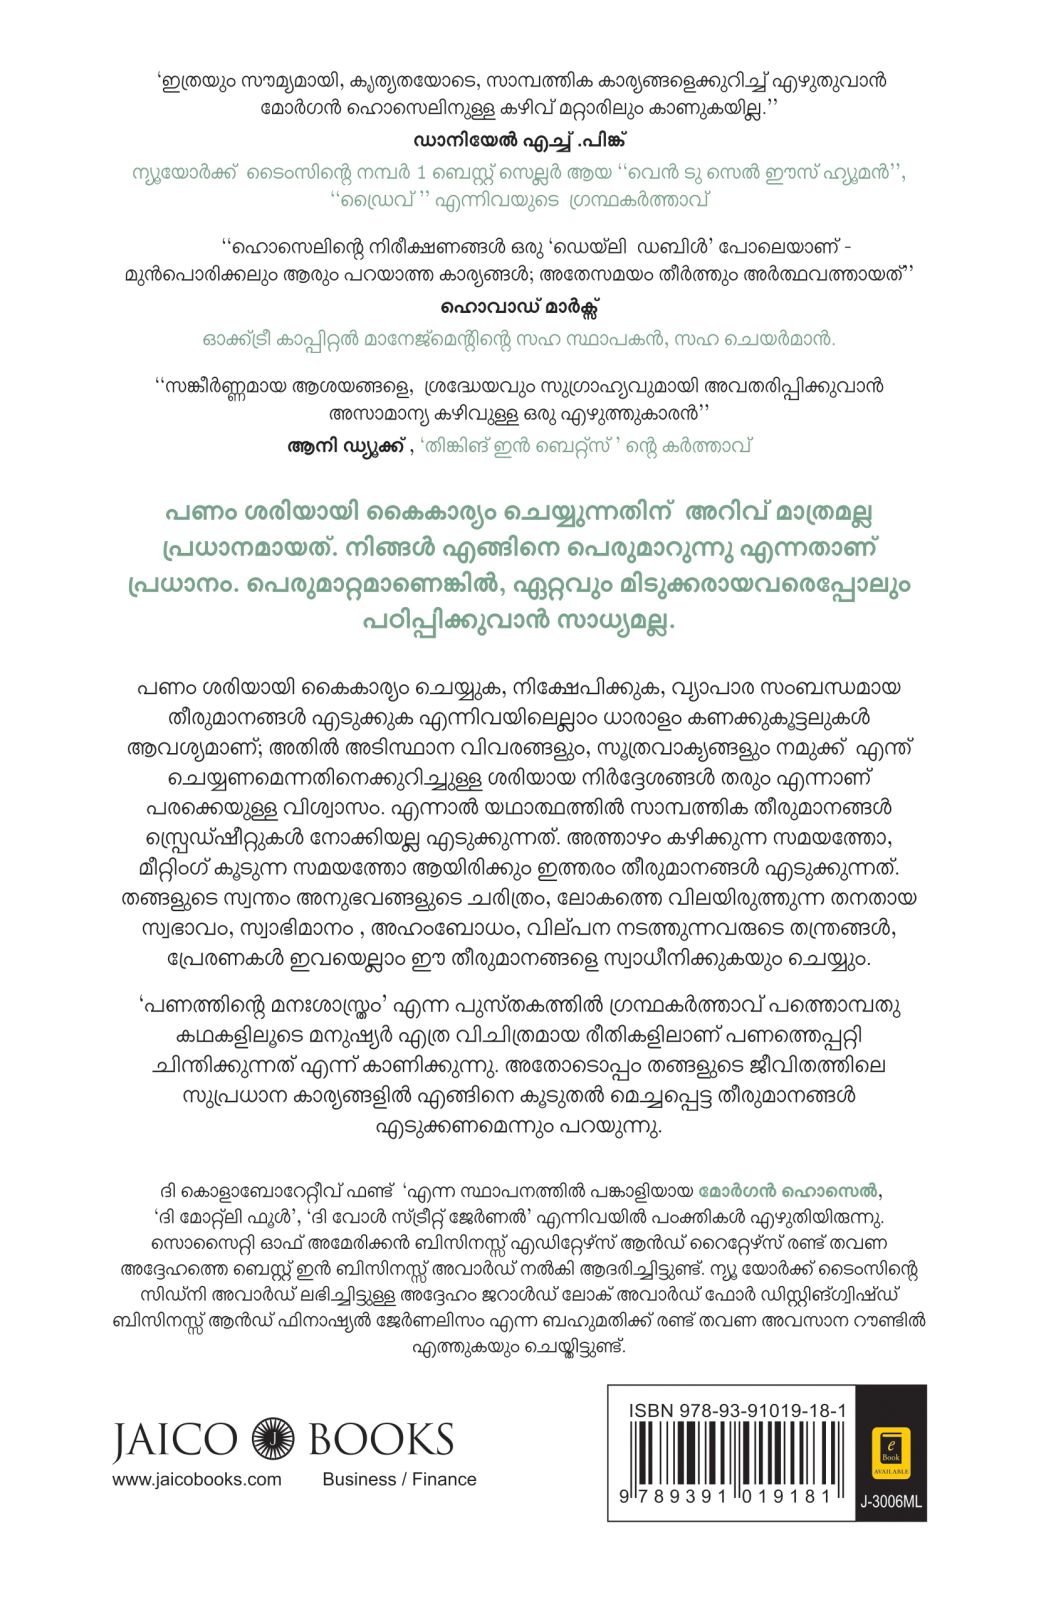 ‘ഇത്രയും സൗമ്യമായി, കൃത്യതയോടെ, സാമ്പത്തിക കാര്യങ്ങളെക്കുറിച്ച് എഴുതുവാൻ
മോർഗൻ ഹൊസെലിനുള്ള കഴിവ് മറ്റാരിലും കാണുകയില്ല.’’
ഡാനിയേൽ എച്ച് .പിങ്ക്
ന്യൂയോർക്ക് ടൈംസിന്റെ നമ്പർ 1 ബെസ്റ്റ് സെല്ലർ ആയ ‘‘വെൻ ടു സെൽ ഈസ് ഹ്യൂമൻ’’,
‘‘ഡ്രൈവ് ’’ എന്നിവയുടെ ഗ്രന്ഥകർത്താവ്
‘‘ഹൊസെലിന്റെ നിരീക്ഷണങ്ങൾ ഒരു ‘ഡെയ്‌ലി ഡബിൾ’ പോലെയാണ് -
മുൻപൊരിക്കലും ആരും പറയാത്ത കാര്യങ്ങൾ; അതേസമയം തീർത്തും അർത്ഥവത്തായത്’’
ഹൊവാഡ് മാർക്സ്
ഓക്ക്ട്രീ കാപ്പിറ്റൽ മാനേജ്മെന്റിന്റെ സഹ സ്ഥാപകൻ, സഹ ചെയർമാൻ.
‘‘സങ്കീർണ്ണമായ ആശയങ്ങളെ, ശ്രദ്ധേയവും സുഗ്രാഹ്യവുമായി അവതരിപ്പിക്കുവാൻ
അസാമാന്യ കഴിവുള്ള ഒരു എഴുത്തുകാരൻ’’
ആനി ഡ്യൂക്ക് , ‘തിങ്കിങ് ഇൻ ബെറ്റ്സ് ’ ന്റെ കർത്താവ്
പണം ശരിയായി കൈകാര്യം ചെയ്യുന്നതിന് അറിവ് മാത്രമല്ല
പ്രധാനമായത്. നിങ്ങൾ എങ്ങിനെ പെരുമാറുന്നു എന്നതാണ്
പ്രധാനം. പെരുമാറ്റമാണെങ്കിൽ, ഏറ്റവും മിടുക്കരായവരെപ്പോലും
പഠിപ്പിക്കുവാൻ സാധ്യമല്ല.
പണം ശരിയായി കൈകാര്യം ചെയ്യുക, നിക്ഷേപിക്കുക, വ്യാപാര സംബന്ധമായ
തീരുമാനങ്ങൾ എടുക്കുക എന്നിവയിലെല്ലാം ധാരാളം കണക്കുകൂട്ടലുകൾ
ആവശ്യമാണ്; അതിൽ അടിസ്ഥാന വിവരങ്ങളും, സൂത്രവാക്യങ്ങളും നമുക്ക് എന്ത്
ചെയ്യണമെന്നതിനെക്കുറിച്ചുള്ള ശരിയായ നിർദ്ദേശങ്ങൾ തരും എന്നാണ്
പരക്കെയുള്ള വിശ്വാസം. എന്നാൽ യഥാത്ഥത്തിൽ സാമ്പത്തിക തീരുമാനങ്ങൾ
സ്പ്രെഡ്ഷീറ്റുകൾ നോക്കിയല്ല എടുക്കുന്നത്. അത്താഴം കഴിക്കുന്ന സമയത്തോ,
മീറ്റിംഗ് കൂടുന്ന സമയത്തോ ആയിരിക്കും ഇത്തരം തീരുമാനങ്ങൾ എടുക്കുന്നത്.
തങ്ങളുടെ സ്വന്തം അനുഭവങ്ങളുടെ ചരിത്രം, ലോകത്തെ വിലയിരുത്തുന്ന തനതായ
സ്വഭാവം, സ്വാഭിമാനം , അഹംബോധം, വില്പന നടത്തുന്നവരുടെ തന്ത്രങ്ങൾ,
പ്രേരണകൾ ഇവയെല്ലാം ഈ തീരുമാനങ്ങളെ സ്വാധീനിക്കുകയും ചെയ്യും.
‘പണത്തിന്റെ മനഃശാസ്ത്രം’ എന്ന പുസ്തകത്തിൽ ഗ്രന്ഥകർത്താവ് പത്തൊമ്പതു
കഥകളിലൂടെ മനുഷ്യർ എത്ര വിചിത്രമായ രീതികളിലാണ് പണത്തെപ്പറ്റി
ചിന്തിക്കുന്നത് എന്ന് കാണിക്കുന്നു. അതോടൊപ്പം തങ്ങളുടെ ജീവിതത്തിലെ
സുപ്രധാന കാര്യങ്ങളിൽ എങ്ങിനെ കൂടുതൽ മെച്ചപ്പെട്ട തീരുമാനങ്ങൾ
എടുക്കണമെന്നും പറയുന്നു.
ദി കൊളാബോറേറ്റീവ് ഫണ്ട് ‘എന്ന സ്ഥാപനത്തിൽ പങ്കാളിയായ മോർഗൻ ഹൊസെൽ,
‘ദി മോറ്റ്ലി ഫൂൾ’, ‘ദി വോൾ സ്ട്രീറ്റ് ജേർണൽ’ എന്നിവയിൽ പംക്തികൾ എഴുതിയിരുന്നു.
സൊസൈറ്റി ഓഫ് അമേരിക്കൻ ബിസിനസ്സ് എഡിറ്റേഴ്സ് ആൻഡ് റൈറ്റേഴ്സ് രണ്ട് തവണ
അദ്ദേഹത്തെ ബെസ്റ്റ് ഇൻ ബിസിനസ്സ് അവാർഡ് നൽകി ആദരിച്ചിട്ടുണ്ട്. ന്യൂ യോർക്ക് ടൈംസിന്റെ
സിഡ്നി അവാർഡ് ലഭിച്ചിട്ടുള്ള അദ്ദേഹം ജറാൾഡ് ലോക് അവാർഡ് ഫോർ ഡിസ്റ്റിങ്ഗ്വിഷ്ഡ്
ബിസിനസ്സ് ആൻഡ് ഫിനാഷ്യൽ ജേർണലിസം എന്ന ബഹുമതിക്ക് രണ്ട് തവണ അവസാന റൗണ്ടിൽ
എത്തുകയും ചെയ്തിട്ടുണ്ട്.
JAICO J BOOKS
www.jaicobooks.com Business / Finance
ISBN 978-93-91019-18-1
9 789391 019181
e
Book
AVAILABLE
J-3006ML